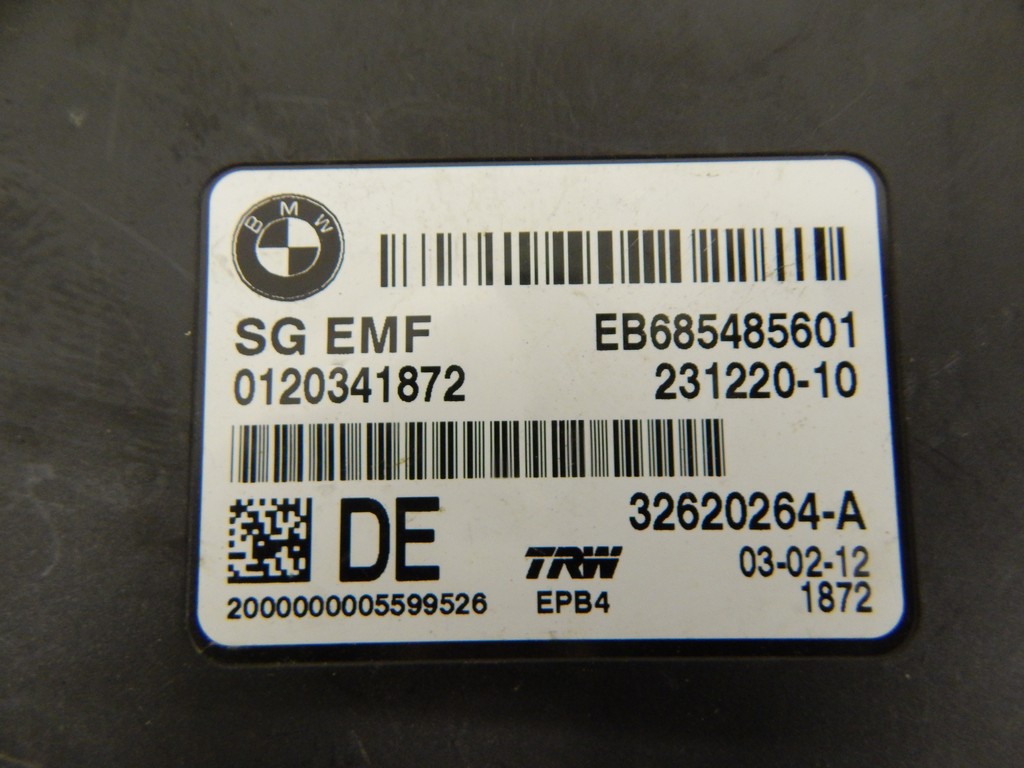 BMW
SG EMF EB685485601
0120341872 231220-10
DE 32620264-A
TRW 03-02-12
2000000005599526 EPB4 1872